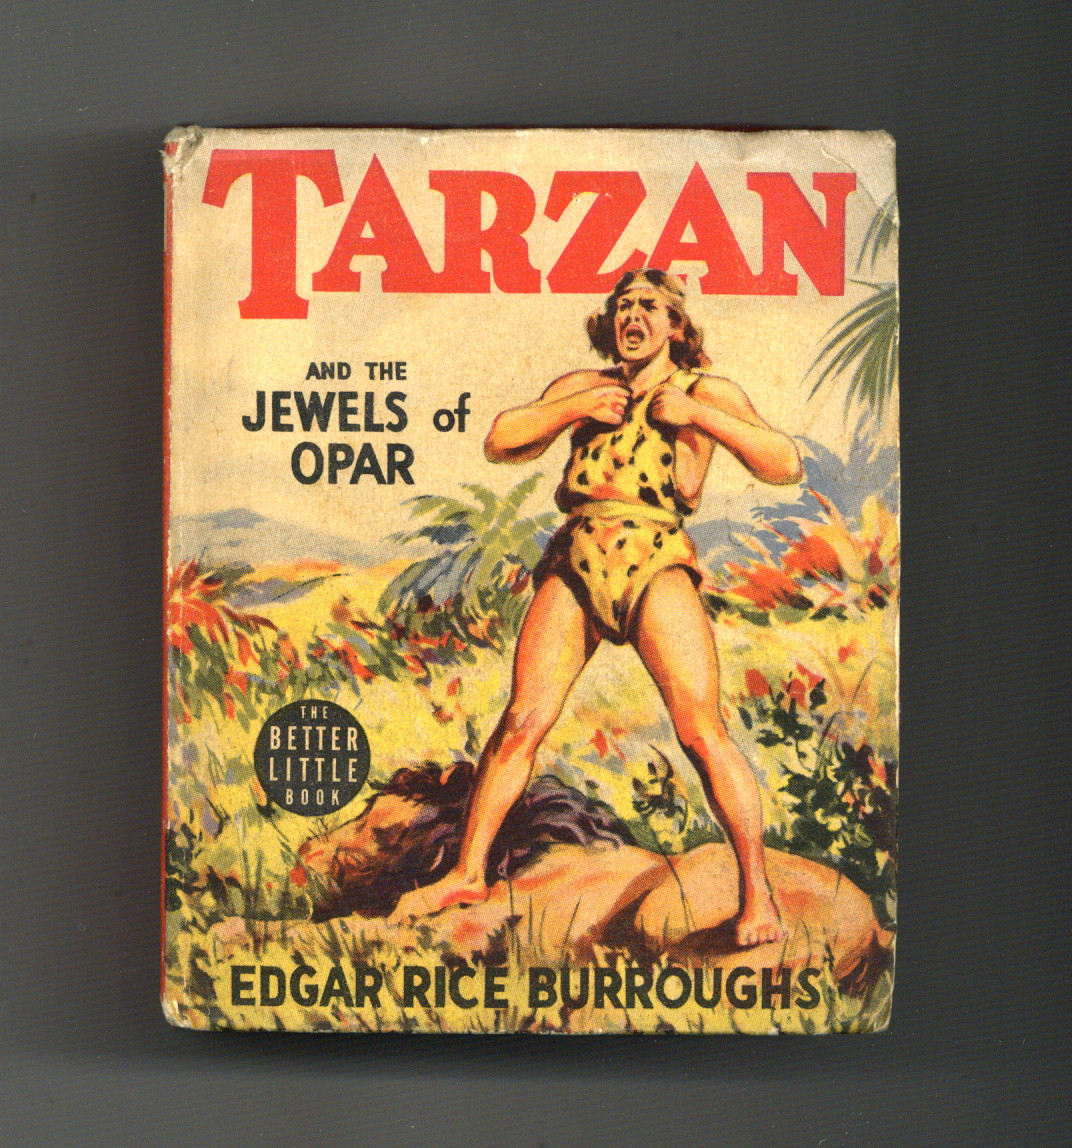 TARZAN
AND THE
JEWELS of
OPAR
THE
BETTER
LITTLE
BOOK
EDGAR RICE BURROUGHS